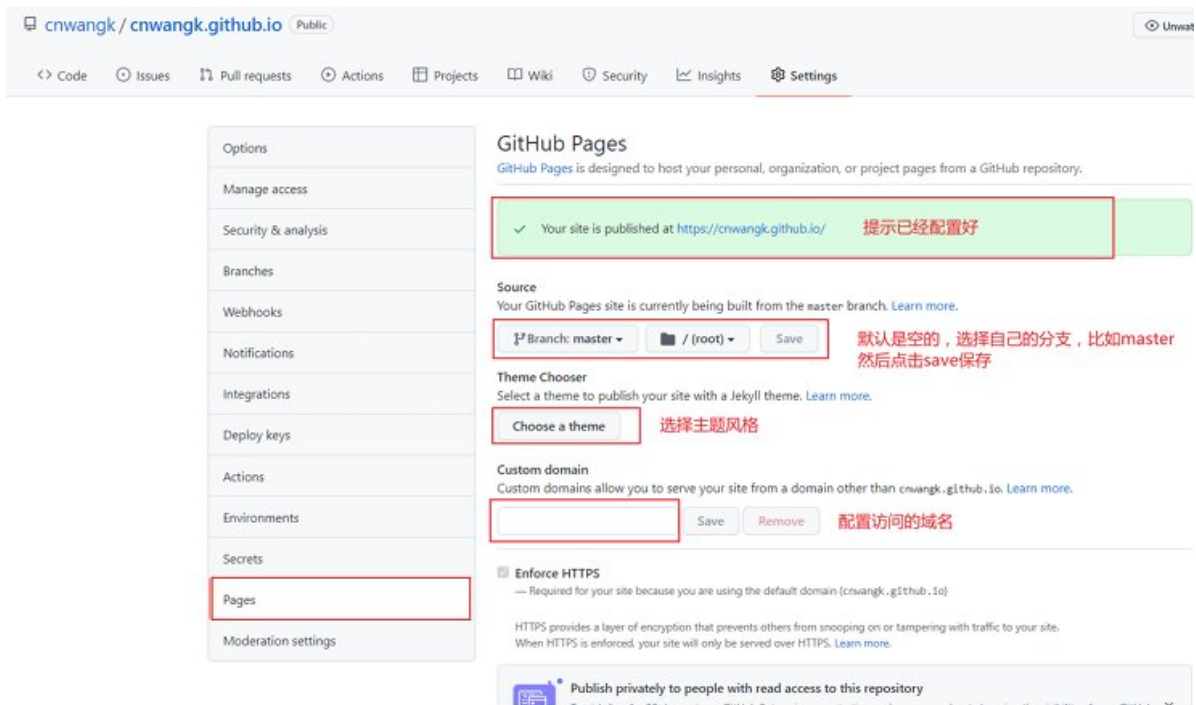 cnwangk / cnwangk.github.io Public
Unwat
<> Code Issues Pull requests Actions Projects Wiki Security Insights Settings
Options
Manage access
Security & analysis
Branches
Webhooks
Notifications
Integrations
Deploy keys
Actions
Environments
Secrets
Pages
Moderation settings
GitHub Pages
GitHub Pages is designed to host your personal, organization, or project pages from a GitHub repository.
Your site is published at https://cnwangk.github.io/ 提示已经配置好
Source
Your GitHub Pages site is currently being built from the master branch. Learn more.
Branch: master / (root) Save
默认是空的，选择自己的分支，比如master
然后点击save保存
Theme Chooser
Select a theme to publish your site with a Jekyll theme. Learn more.
Choose a theme 选择主题风格
Custom domain
Custom domains allow you to serve your site from a domain other than cnwangk.github.io. Learn more.
Save Remove 配置访问的域名
Enforce HTTPS
— Required for your site because you are using the default domain (cnwangk.github.io)
HTTPS provides a layer of encryption that prevents others from snooping on or tampering with traffic to your site.
When HTTPS is enforced, your site will only be served over HTTPS. Learn more.
Publish privately to people with read access to this repository